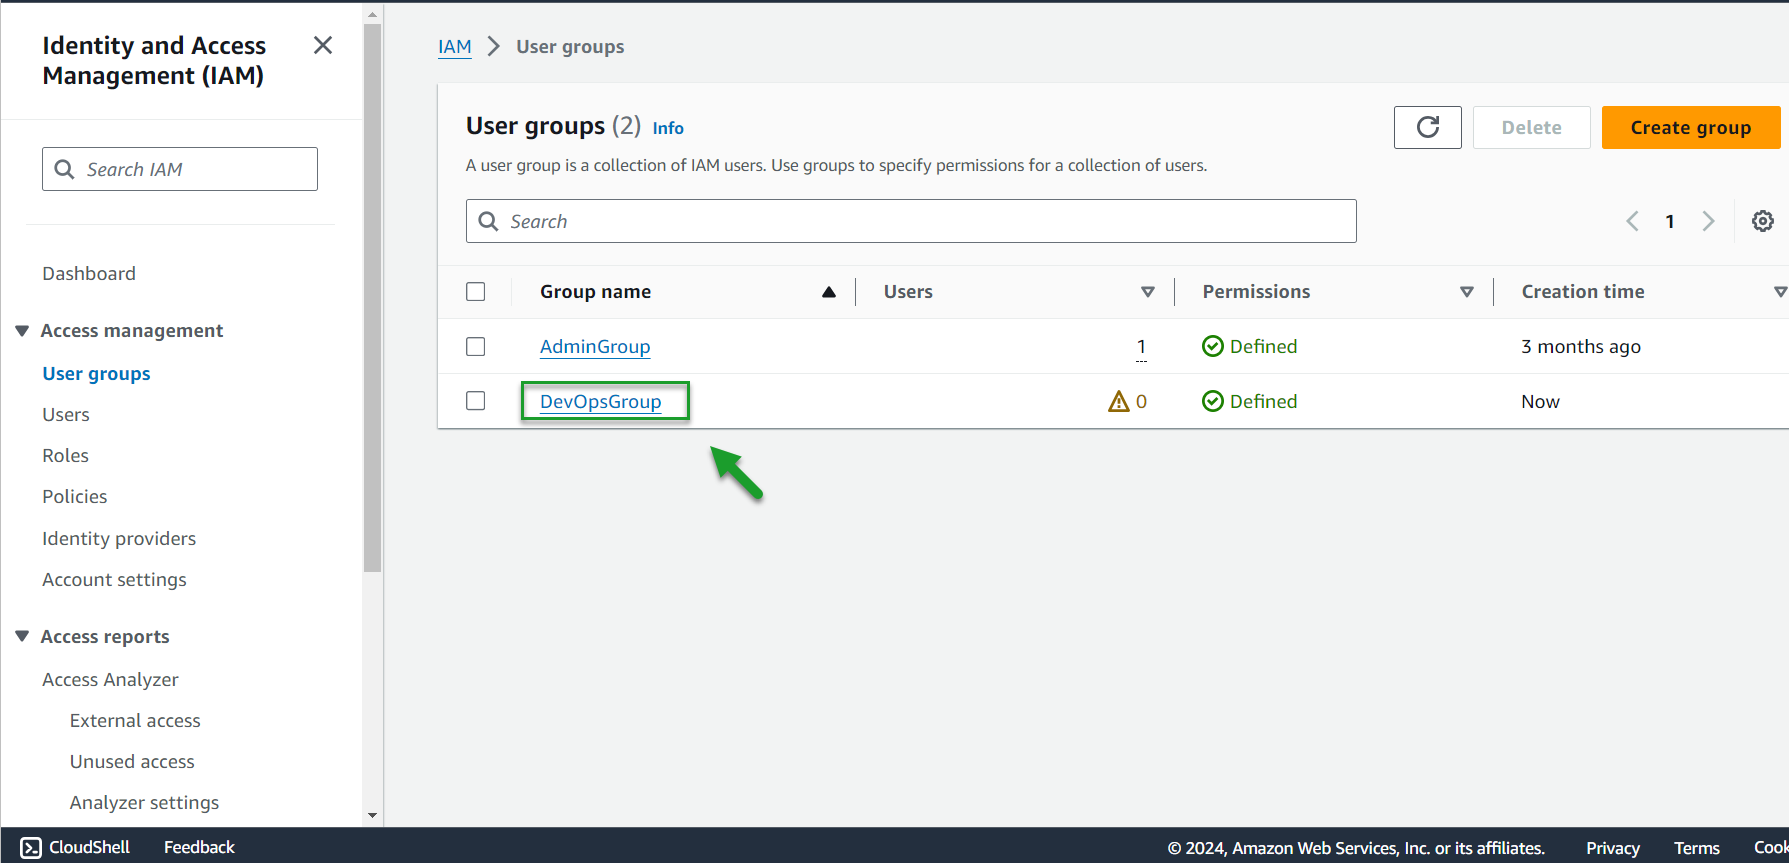 Identity and Access
Management (IAM)
Search IAM
Dashboard
Access management
User groups
Users
Roles
Policies
Identity providers
Account settings
Access reports
Access Analyzer
External access
Unused access
Analyzer settings
IAM > User groups
User groups (2) Info
Delete
Create group
A user group is a collection of IAM users. Use groups to specify permissions for a collection of users.
Search
1
Group name Users Permissions Creation time
AdminGroup 1 Defined 3 months ago
DevOpsGroup 0 Defined Now
CloudShell Feedback © 2024, Amazon Web Services, Inc. or its affiliates. Privacy Terms